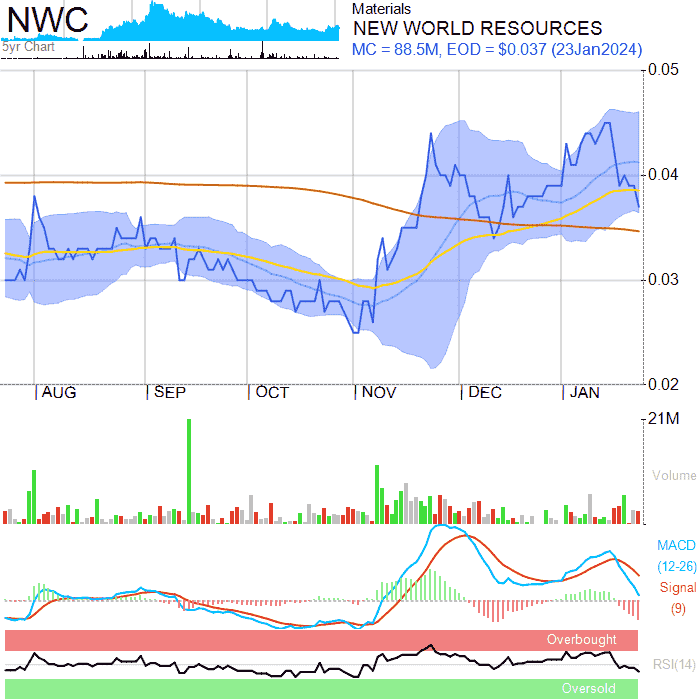 NWC
5yr Chart
Materials
NEW WORLD RESOURCES
MC = 88.5M, EOD = $0.037 (23Jan2024)
0.05
0.04
0.03
0.02
AUG SEP OCT NOV DEC JAN
21M
Volume
MACD
(12-26)
Signal
(9)
Overbought
RSI(14)
Oversold